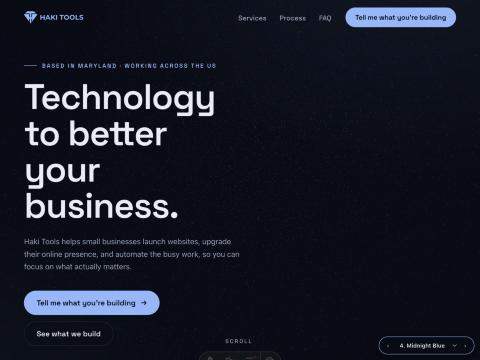 HAKI TOOLS
Services Process FAQ Tell me what you're building
BASED IN MARYLAND · WORKING ACROSS THE US
Technology
to better
your
business.
Haki Tools helps small businesses launch websites, upgrade
their online presence, and automate the busy work, so you can
focus on what actually matters.
Tell me what you're building →
See what we build
SCROLL
4. Midnight Blue